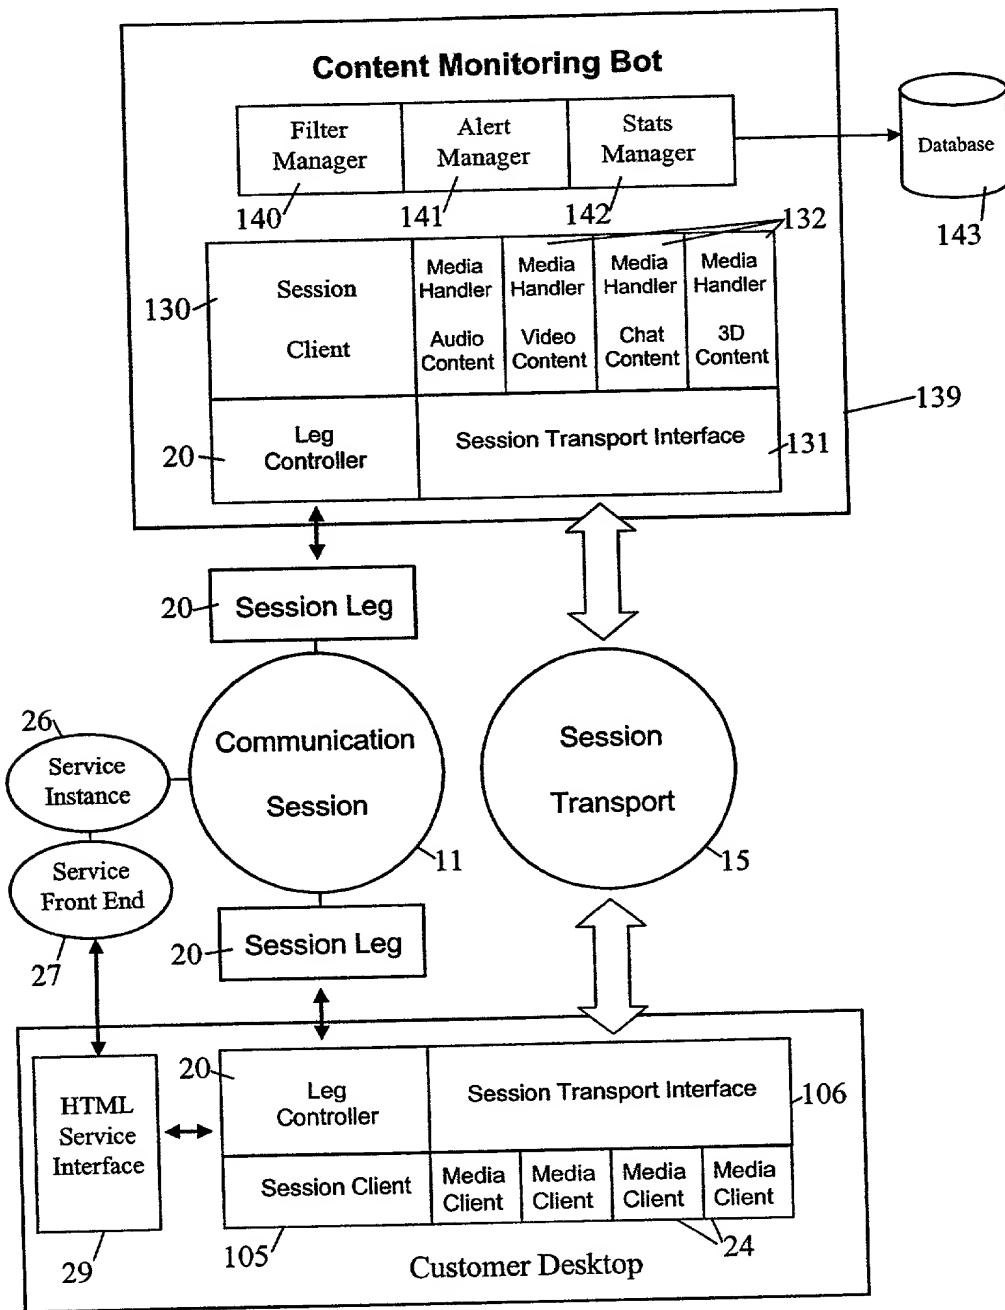 Content Monitoring Bot
Filter
Manager
Alert
Manager
Stats
Manager
Database
140
141
142
132
143
130
Session
Client
Media
Handler
Audio
Content
Media
Handler
Video
Content
Media
Handler
Chat
Content
Media
Handler
3D
Content
139
20
Leg
Controller
Session Transport Interface
131
20
Session Leg
26
Service
Instance
Communication
Session
Session
Transport
11
15
Service
Front End
27
20
Session Leg
HTML
Service
Interface
29
20
Leg
Controller
Session Transport Interface
106
Session Client
Media
Client
Media
Client
Media
Client
Media
Client
105
24
Customer Desktop